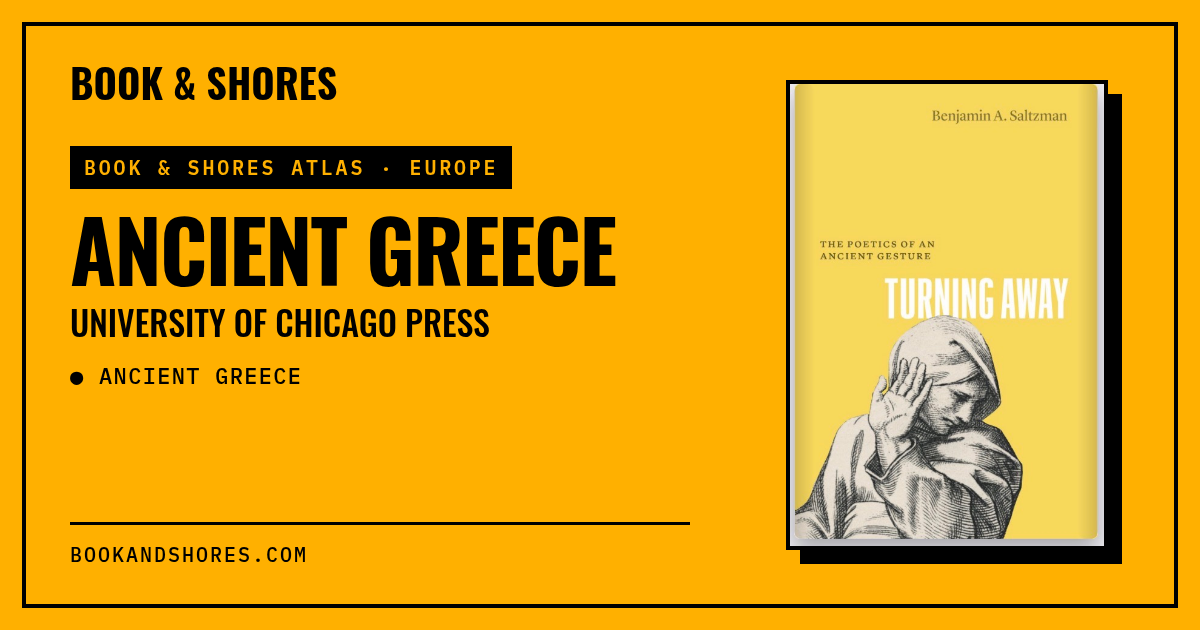 BOOK & SHORES
BOOK & SHORES ATLAS · EUROPE
ANCIENT GREECE
UNIVERSITY OF CHICAGO PRESS
● ANCIENT GREECE
BOOKANDSHORES.COM
Benjamin A. Saltzman
THE POETICS OF AN
ANCIENT GESTURE
TURNING AWAY